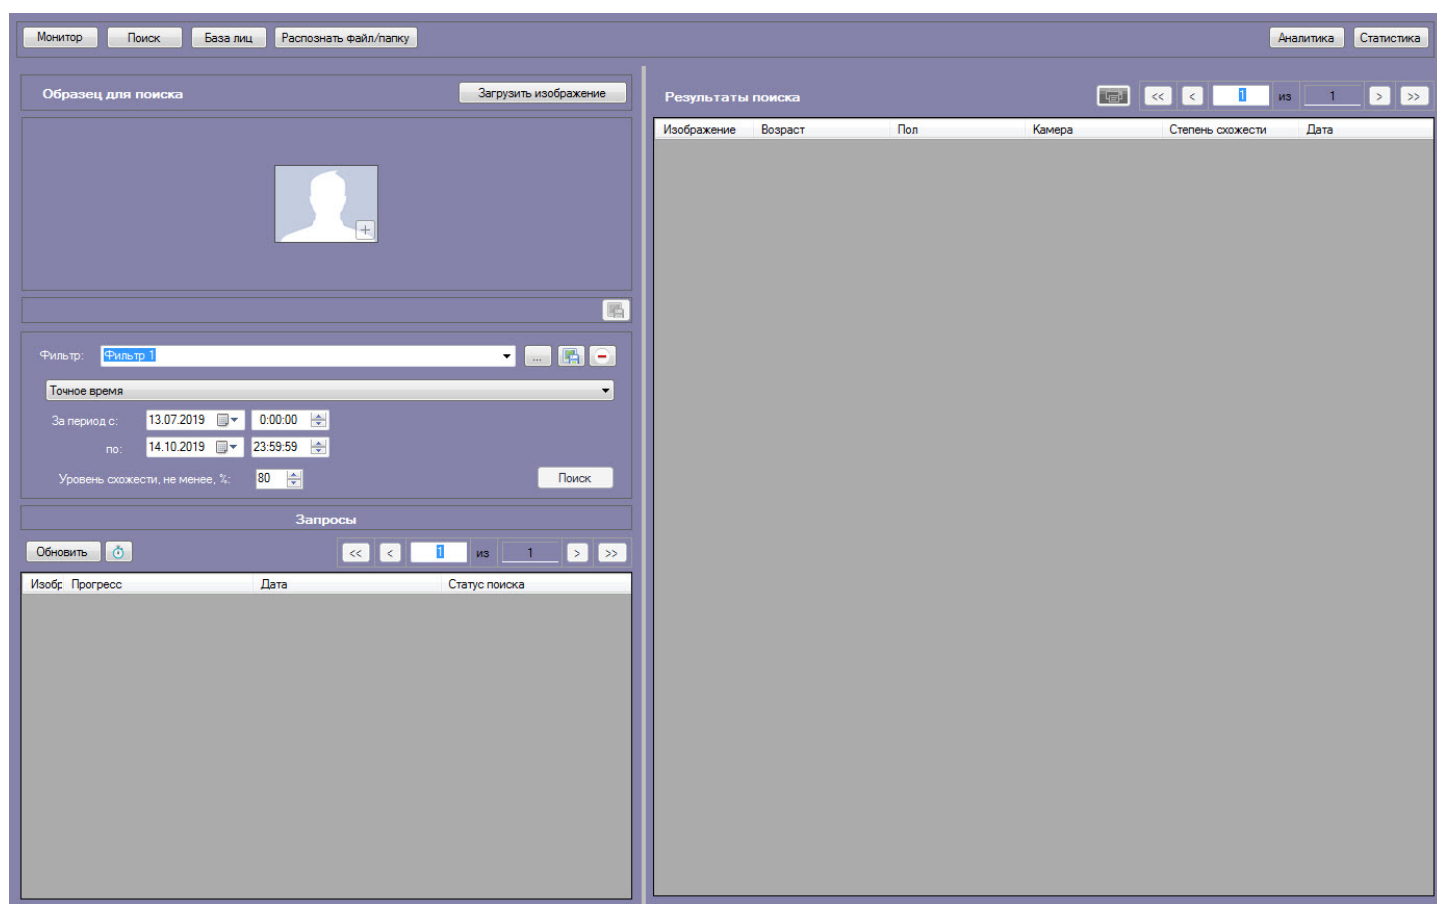 Монитор Поиск База лиц Распознать файл/папку Аналитика Статистика
Образец для поиска Загрузить изображение
Фильтр: Фильтр 1 ...
Точное время
За период с: 13.07.2019 0:00:00
по: 14.10.2019 23:59:59
Уровень схожести, не менее, %: 80 Поиск
Запросы
Обновить << < 1 из 1 > >>
Изобр Прогресс Дата Статус поиска
Результаты поиска << < 1 из 1 > >>
Изображение Возраст Пол Камера Степень схожести Дата